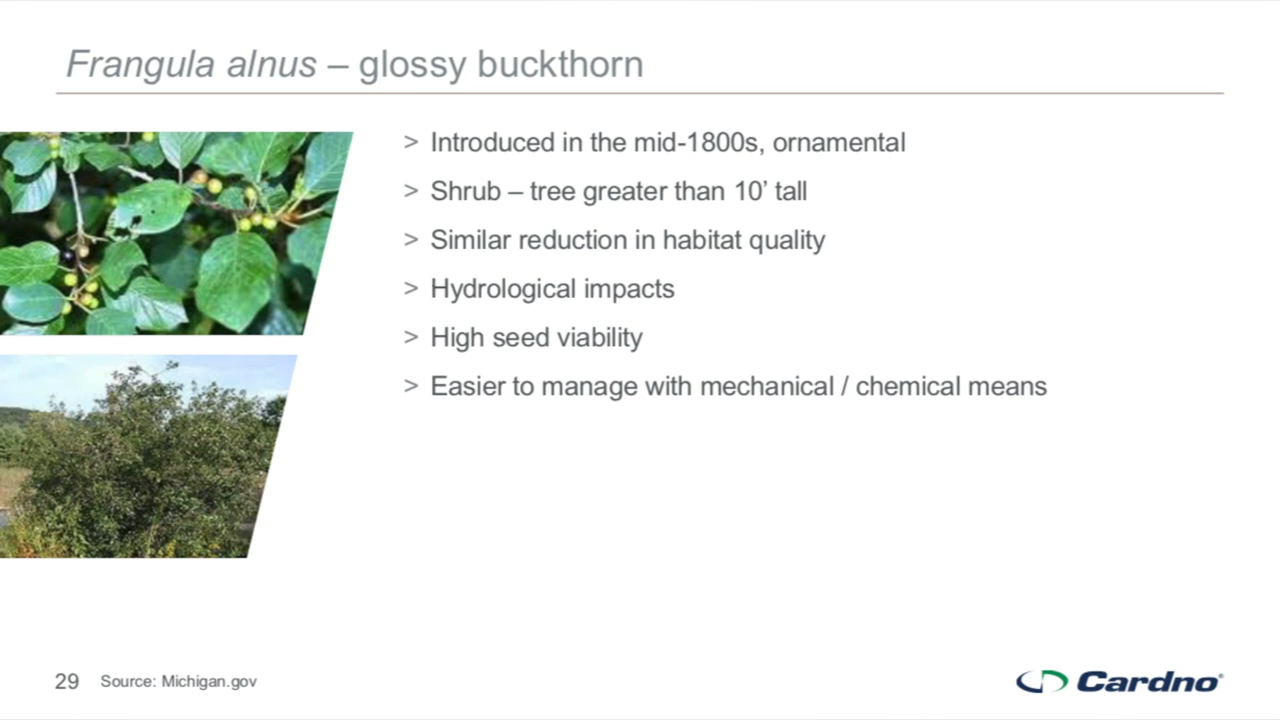 Frangula alnus – glossy buckthorn
> Introduced in the mid-1800s, ornamental
> Shrub – tree greater than 10’ tall
> Similar reduction in habitat quality
> Hydrological impacts
> High seed viability
> Easier to manage with mechanical / chemical means
29 Source: Michigan.gov
Cardno®